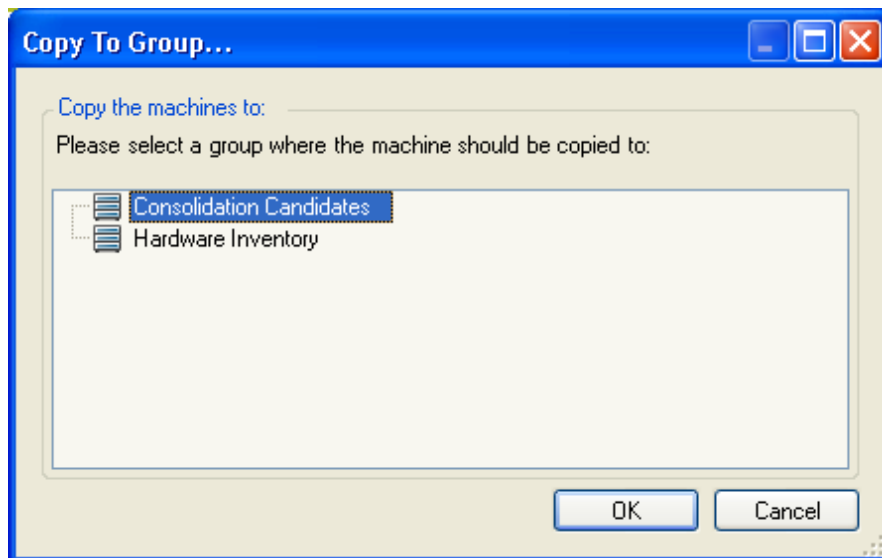 Copy To Group...
Copy the machines to:
Please select a group where the machine should be copied to:
Consolidation Candidates
Hardware Inventory
OK
Cancel